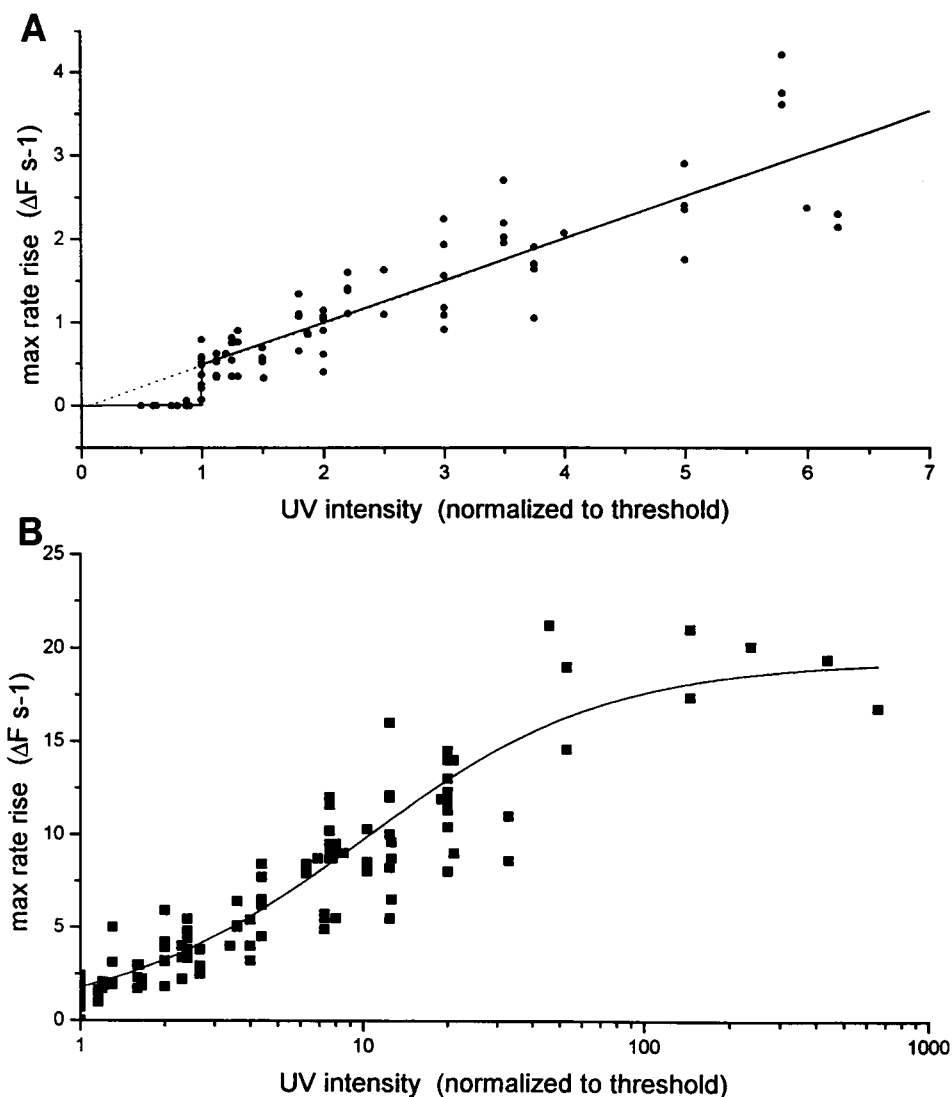 A
max rate rise (ΔF s-1)
4
3
2
1
0
0 1 2 3 4 5 6 7
UV intensity (normalized to threshold)
B
max rate rise (ΔF s-1)
25
20
15
10
5
0
1 10 100 1000
UV intensity (normalized to threshold)